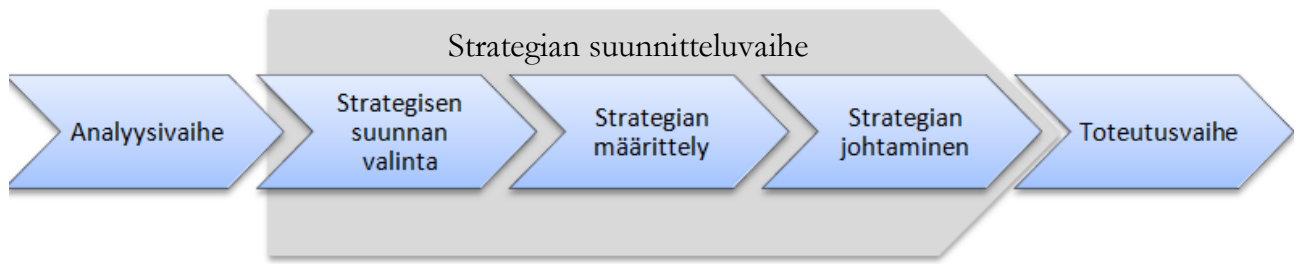 Strategian suunnitteluvaihe
Analyysivaihe
Strategisen
suunnan
valinta
Strategian
määrittely
Strategian
johtaminen
Toteutusvaihe